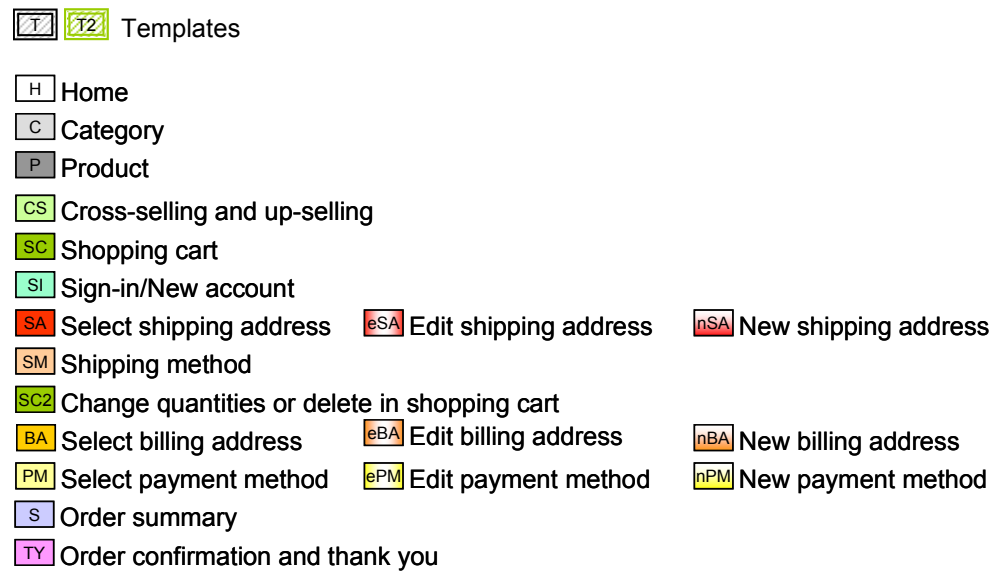 T T2 Templates
H Home
C Category
P Product
CS Cross-selling and up-selling
SC Shopping cart
SI Sign-in/New account
SA Select shipping address eSA Edit shipping address nSA New shipping address
SM Shipping method
SC2 Change quantities or delete in shopping cart
BA Select billing address eBA Edit billing address nBA New billing address
PM Select payment method ePM Edit payment method nPM New payment method
S Order summary
TY Order confirmation and thank you